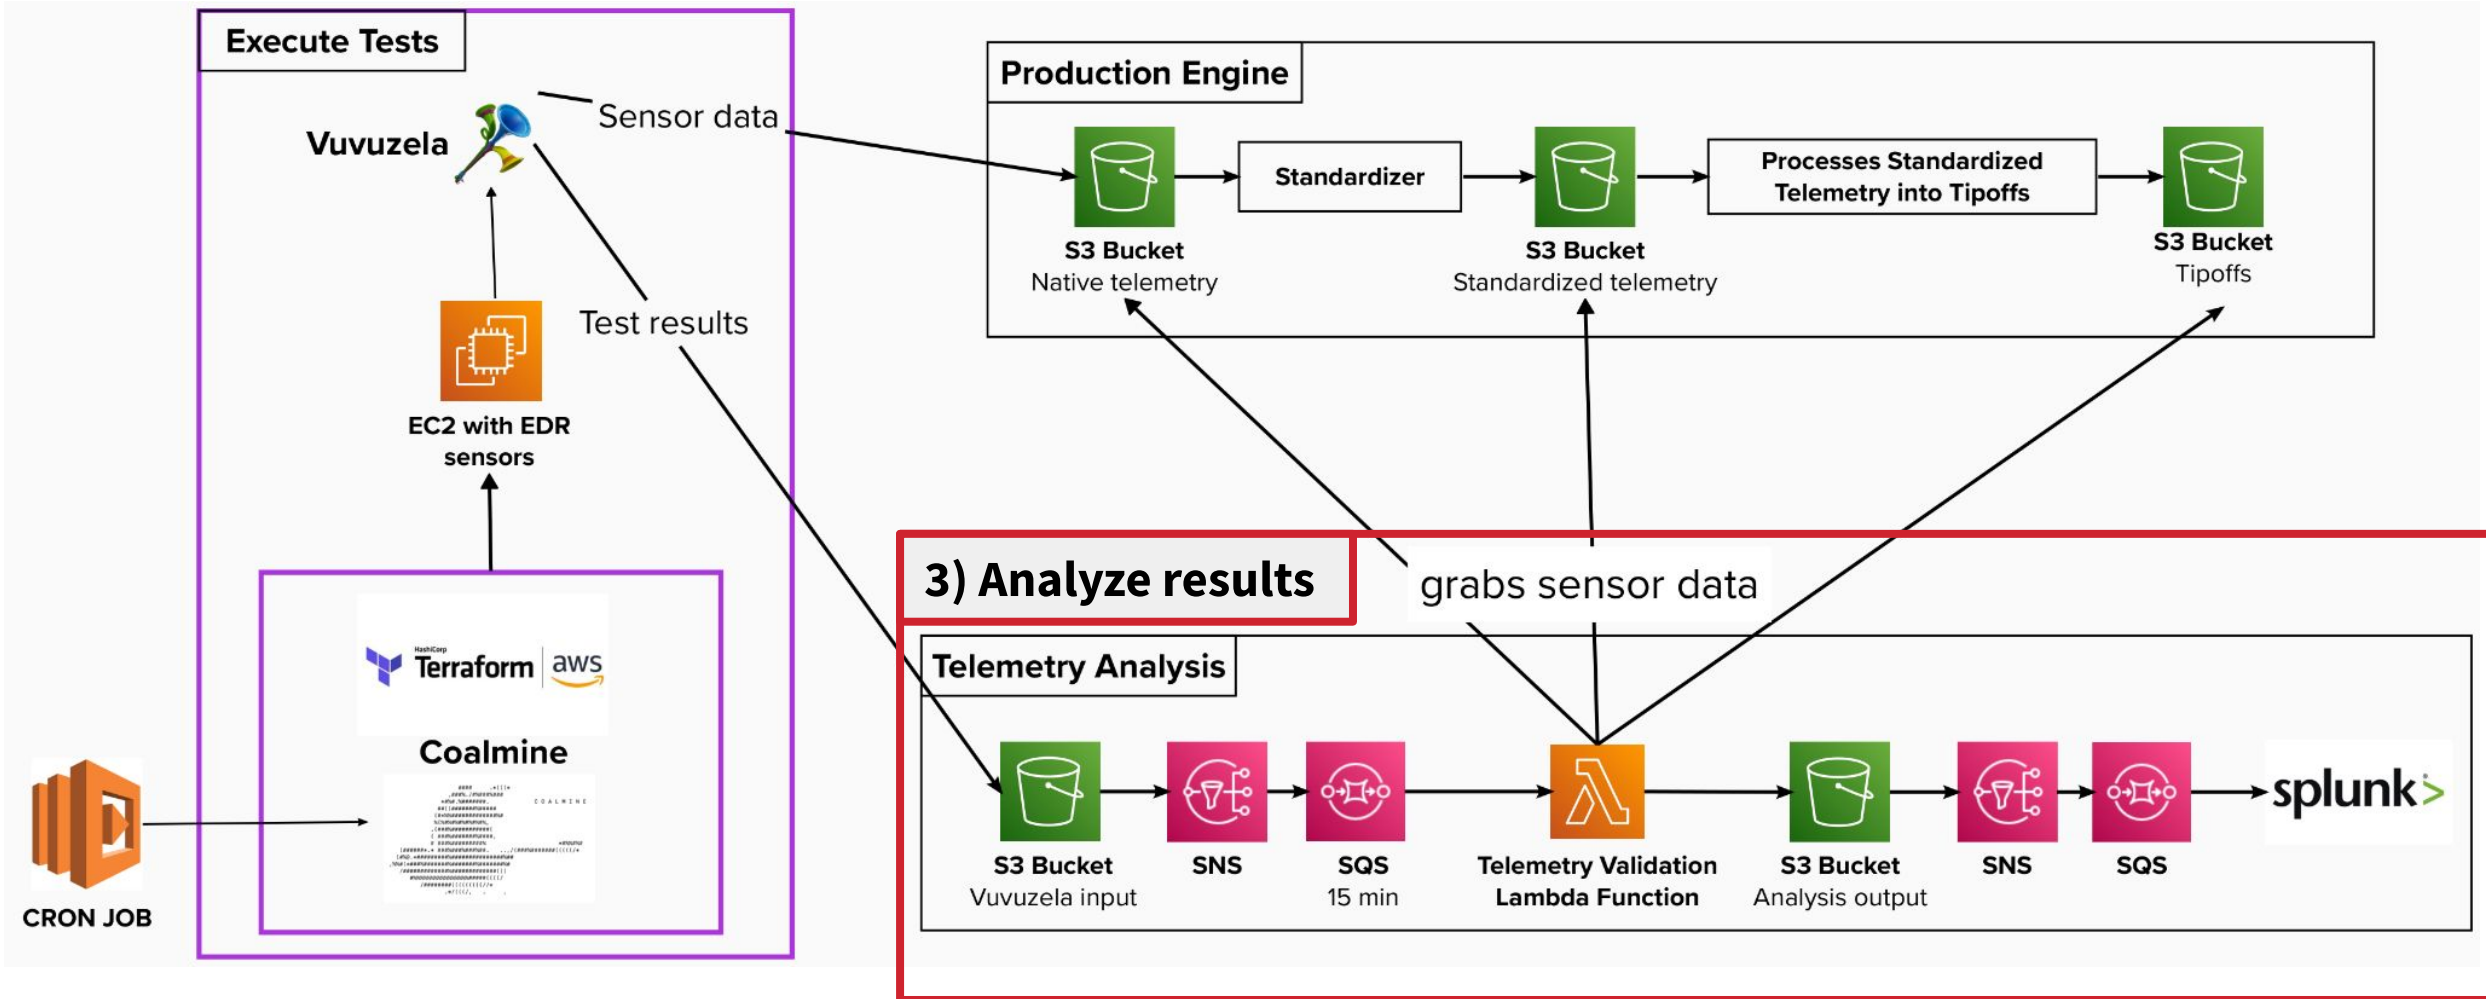 Execute Tests
Vuvuzela
Sensor data
Test results
EC2 with EDR
sensors
HashiCorp
Terraform
aws
Coalmine
COALMINE
CRON JOB
Production Engine
S3 Bucket
Native telemetry
Standardizer
S3 Bucket
Standardized telemetry
Processes Standardized
Telemetry into Tipoffs
S3 Bucket
Tipoffs
3) Analyze results
grabs sensor data
Telemetry Analysis
S3 Bucket
Vuvuzela input
SNS
SQS
15 min
Telemetry Validation
Lambda Function
S3 Bucket
Analysis output
SNS
SQS
splunk>